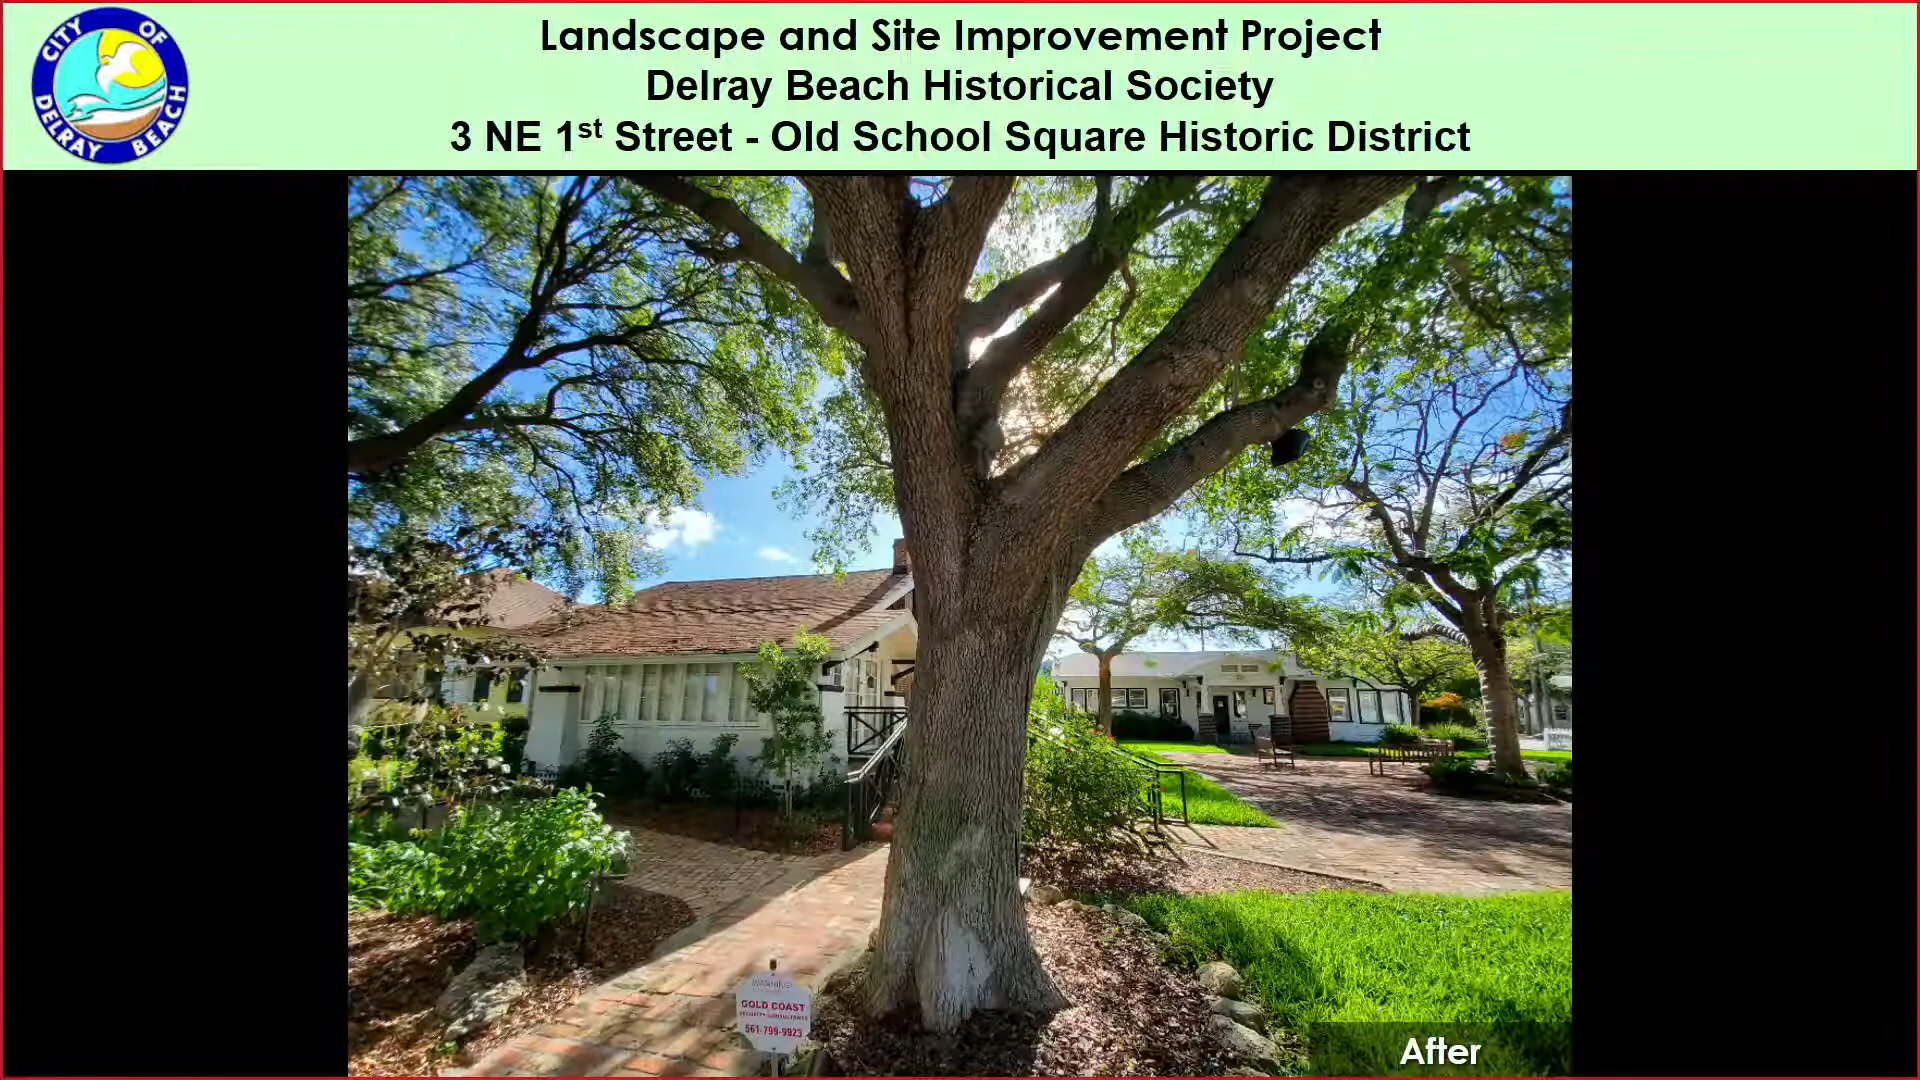 CITY OF
DELRAY BEACH
Landscape and Site Improvement Project
Delray Beach Historical Society
3 NE 1st Street - Old School Square Historic District
WARNING!
GOLD COAST
561-799-9923
After